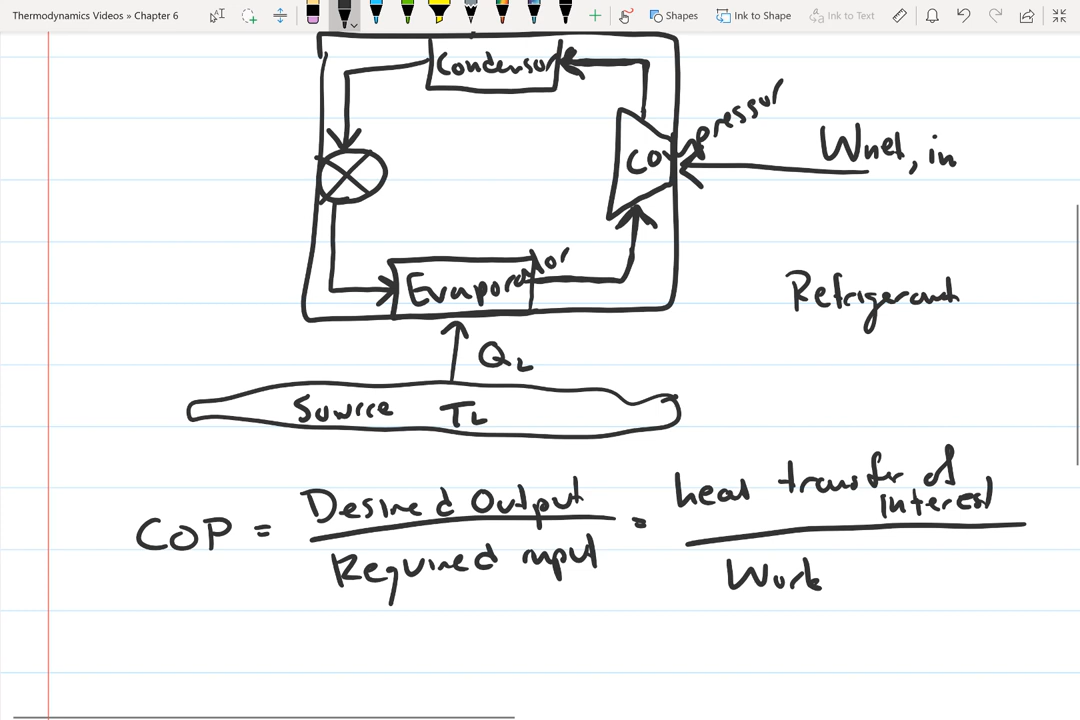 Thermodynamics Videos » Chapter 6
Shapes
Ink to Shape
Ink to Text
Condensor
Compressor
Wnet, in
Evaporator
Refrigerant
QL
Source TL
COP = Desired Output / Required input = heat transfer of interest / Work